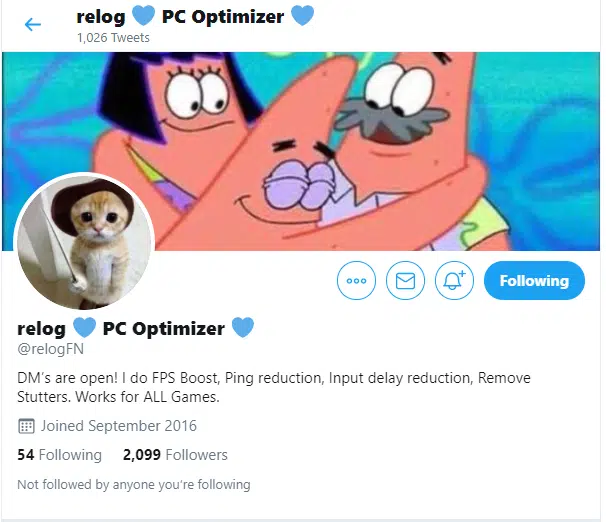 relog 💙 PC Optimizer 💙
1,026 Tweets
Following
relog 💙 PC Optimizer 💙
@relogFN
DM's are open! I do FPS Boost, Ping reduction, Input delay reduction, Remove
Stutters. Works for ALL Games.
Joined September 2016
54 Following 2,099 Followers
Not followed by anyone you're following